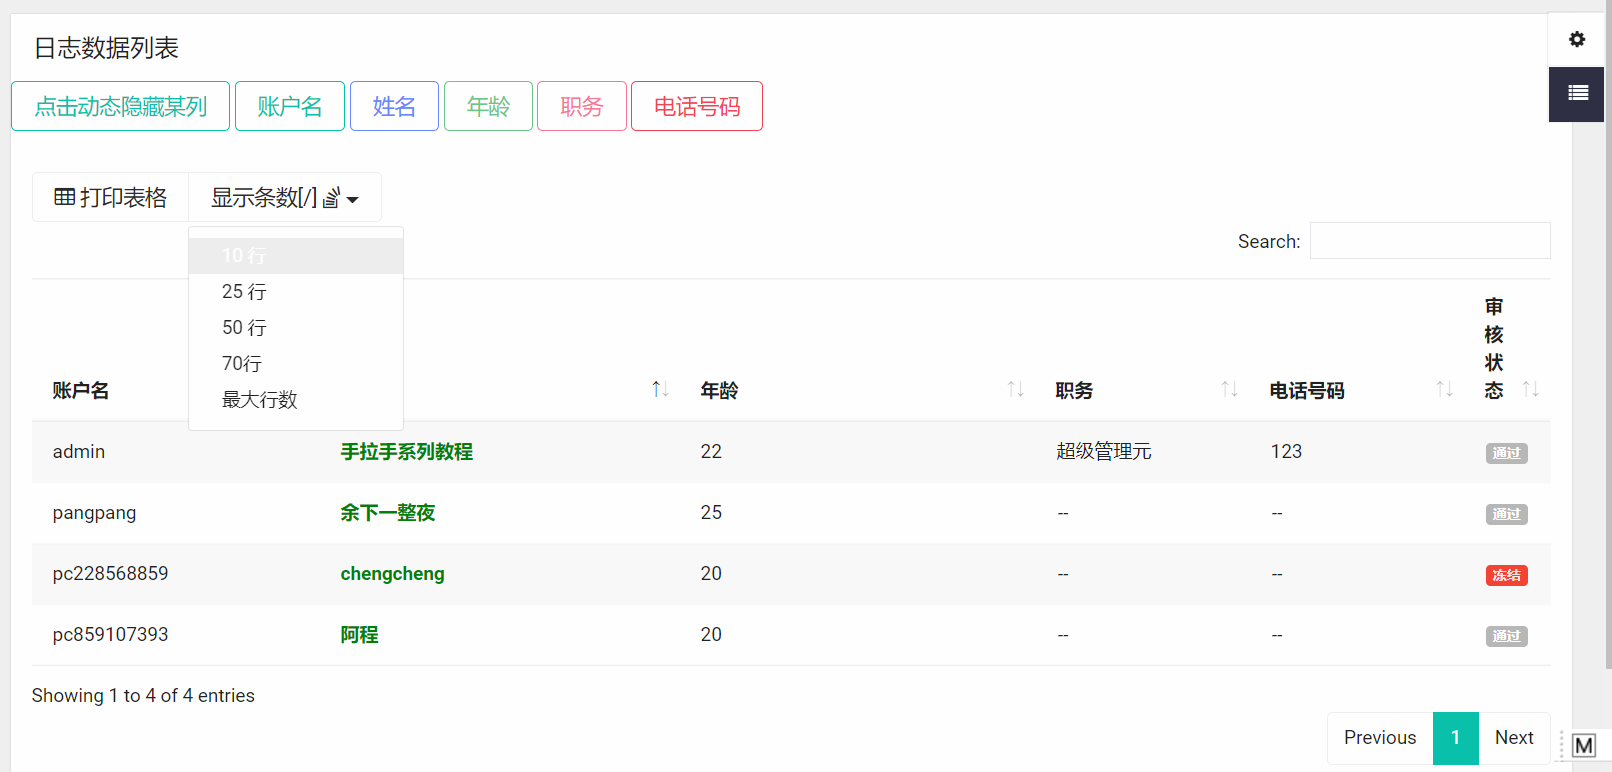 日志数据列表
点击动态隐藏某列 账户名 姓名 年龄 职务 电话号码
打印表格 显示条数[/]
10 行
25 行
50 行
70行
最大行数
Search:
账户名 年龄 职务 电话号码 审核状态
admin 手拉手系列教程 22 超级管理元 123 通过
pangpang 余下一整夜 25 -- -- 通过
pc228568859 chengcheng 20 -- -- 冻结
pc859107393 阿程 20 -- -- 通过
Showing 1 to 4 of 4 entries
Previous 1 Next
M